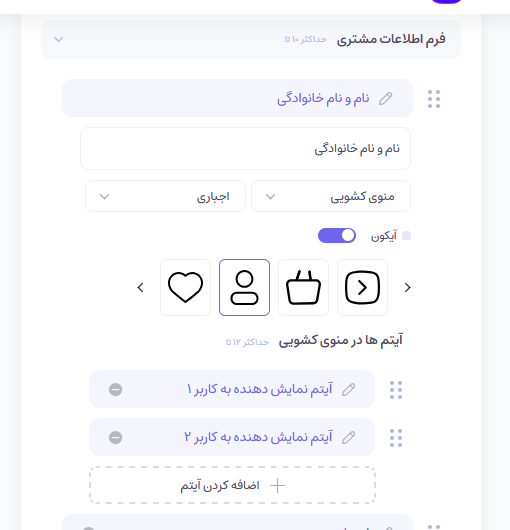 فرم اطلاعات مشتری حداکثر ۱۰ تا
نام و نام خانوادگی
نام و نام خانوادگی
منوی کشویی اجباری
آیکون
آیتم ها در منوی کشویی حداکثر ۱۲ تا
آیتم نمایش دهنده به کاربر ۱
آیتم نمایش دهنده به کاربر ۲
اضافه کردن آیتم